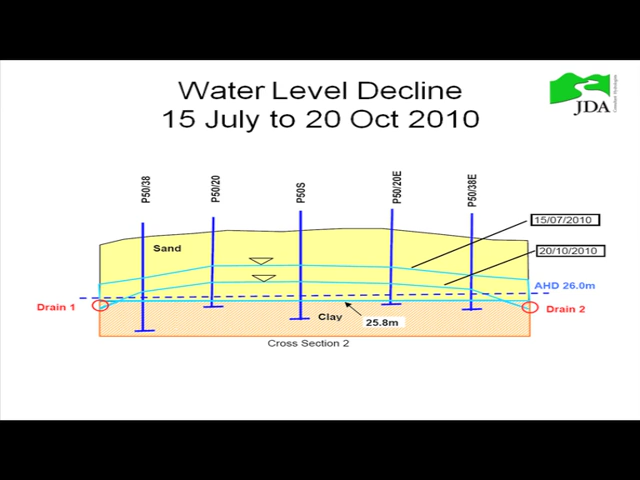 Water Level Decline
15 July to 20 Oct 2010
JDA
Consultant Hydrologists
P50/38
P50/20
P50S
P50/20E
P50/38E
15/07/2010
Sand
20/10/2010
AHD 26.0m
Drain 1
Drain 2
Clay
25.8m
Cross Section 2